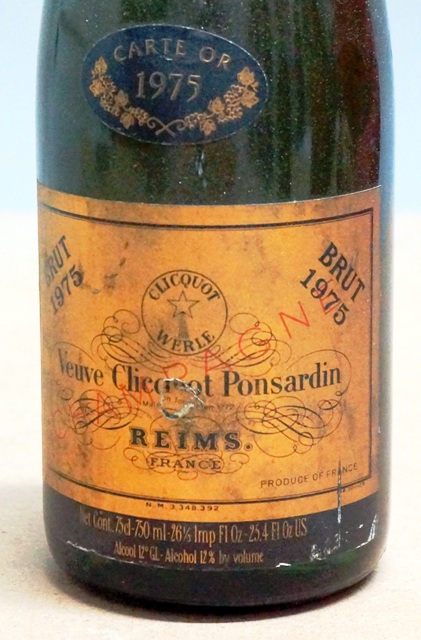 CARTE OR
1975
BRUT
1975
BRUT
1975
CLICQUOT
WERLE
CHAMPAGNE
Veuve Clicquot Ponsardin
REIMS.
FRANCE
PRODUCE OF FRANCE
N.M. 3.348.392
Net Cont. 75cl-750 ml-26⅓ Imp Fl Oz-25,4 Fl Oz US
Alcool 12° GL-Alcohol 12% by volume